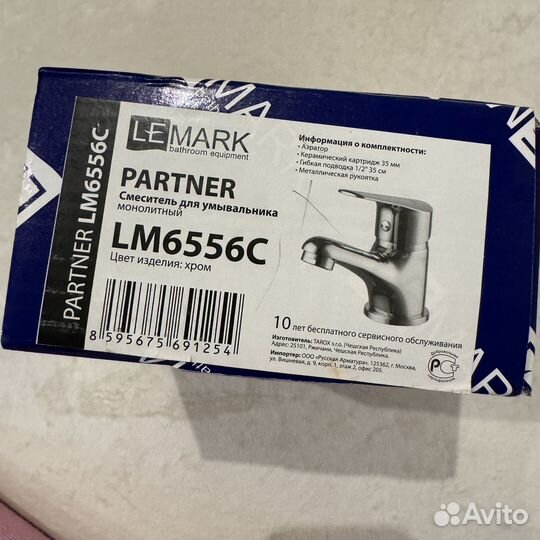 LEMARK
bathroom equipment
PARTNER
Смеситель для умывальника
монолитный
LM6556C
Цвет изделия: хром
8 595675 691254
PARTNER LM6556C
Информация о комплектности:
• Аэратор
• Керамический картридж 35 мм
• Гибкая подводка 1/2" 35 см
• Металлическая рукоятка
10 лет бесплатного сервисного обслуживания
Изготовитель: TAROX s.r.o. (Чешская Республика)
Адрес: 25101, Ржичани, Чешская Республика.
Импортер: ООО «Русская Арматура», 125362, г. Москва,
ул. Вишневая, д. 9, корп. 1, этаж 2, офис 205.
Добровольная
сертификация
Avito